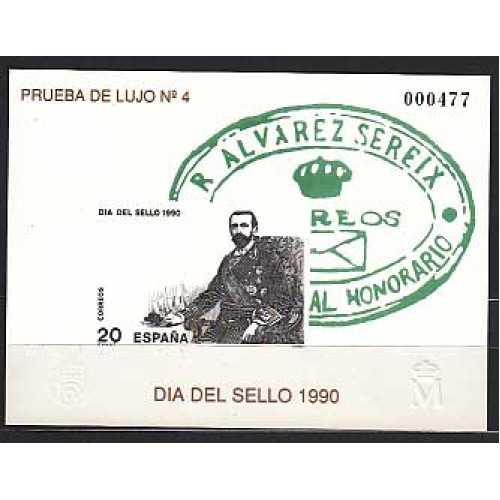 PRUEBA DE LUJO Nº 4
000477
R ALVAREZ SEREIX
REOS
AL HONORARIO
DIA DEL SELLO 1990
CORREOS
20 ESPAÑA
DIA DEL SELLO 1990
M